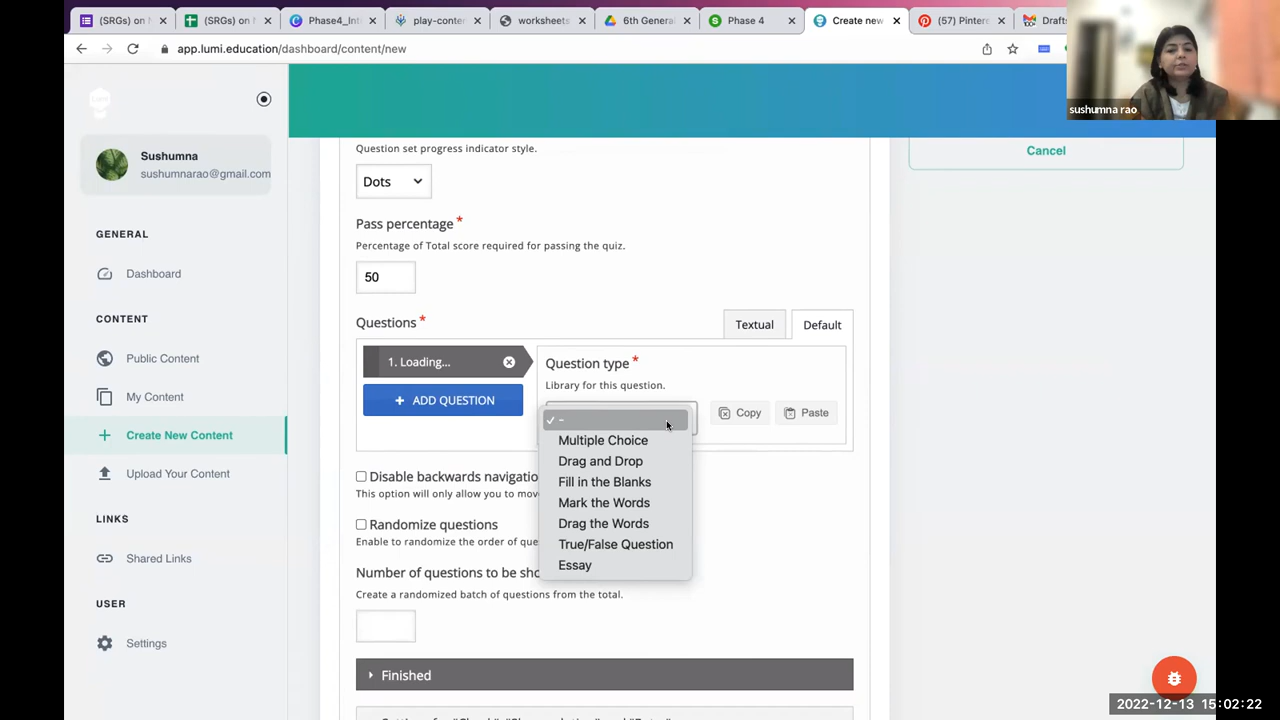 (SRGs) on N
(SRGs) on N
Phase4_Inti
play-conten
worksheets
6th General
Phase 4
Create new
(57) Pintere
Drafts
app.lumi.education/dashboard/content/new
sushumna rao
Sushumna
sushumnarao@gmail.com
GENERAL
Dashboard
CONTENT
Public Content
My Content
Create New Content
Upload Content
LINKS
Shared Links
USER
Settings
Question set progress indicator style.
Dots
Pass percentage *
Percentage of Total score required for passing the quiz.
50
Questions *
Textual
Default
1. Loading...
+ ADD QUESTION
Question type *
Library for this question.
✓ -
Multiple Choice
Drag and Drop
Fill in the Blanks
Mark the Words
Drag the Words
True/False Question
Essay
Copy
Paste
Disable backwards navigatio
This option will only allow you to mov
Randomize questions
Enable to randomize the order of que
Number of questions to be sho
Create a randomized batch of questions from the total.
Finished
Cancel
2022-12-13 15:02:22